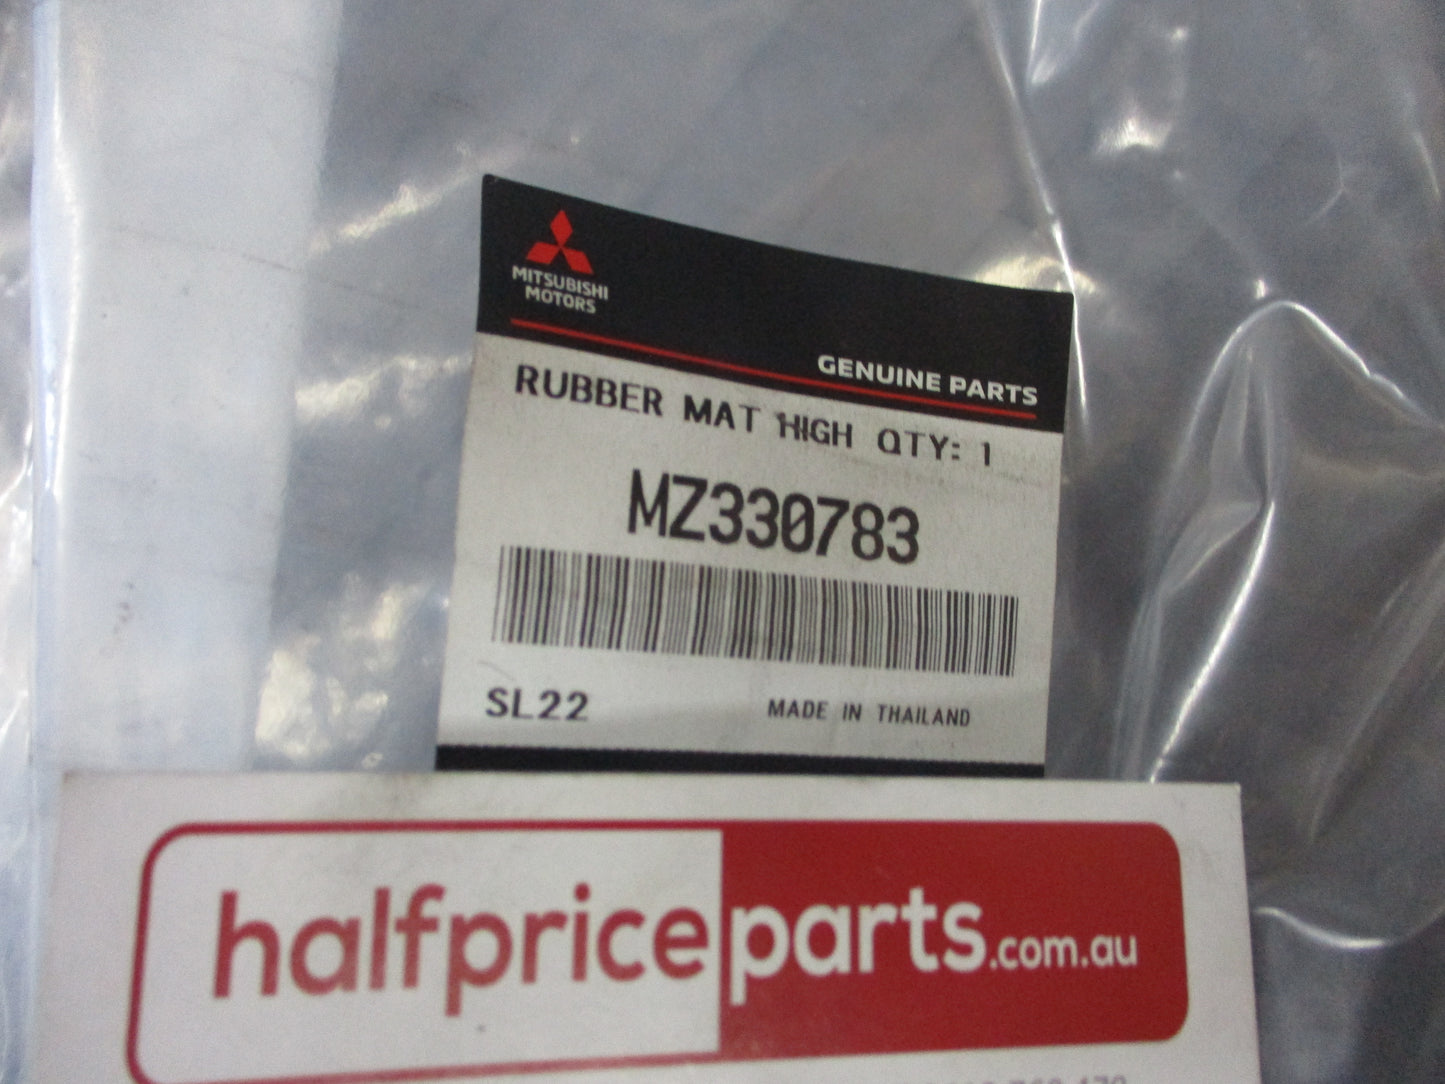 MITSUBISHI
MOTORS
GENUINE PARTS
RUBBER MAT HIGH QTY: 1
MZ330783
SL22 MADE IN THAILAND
halfpriceparts.com.au